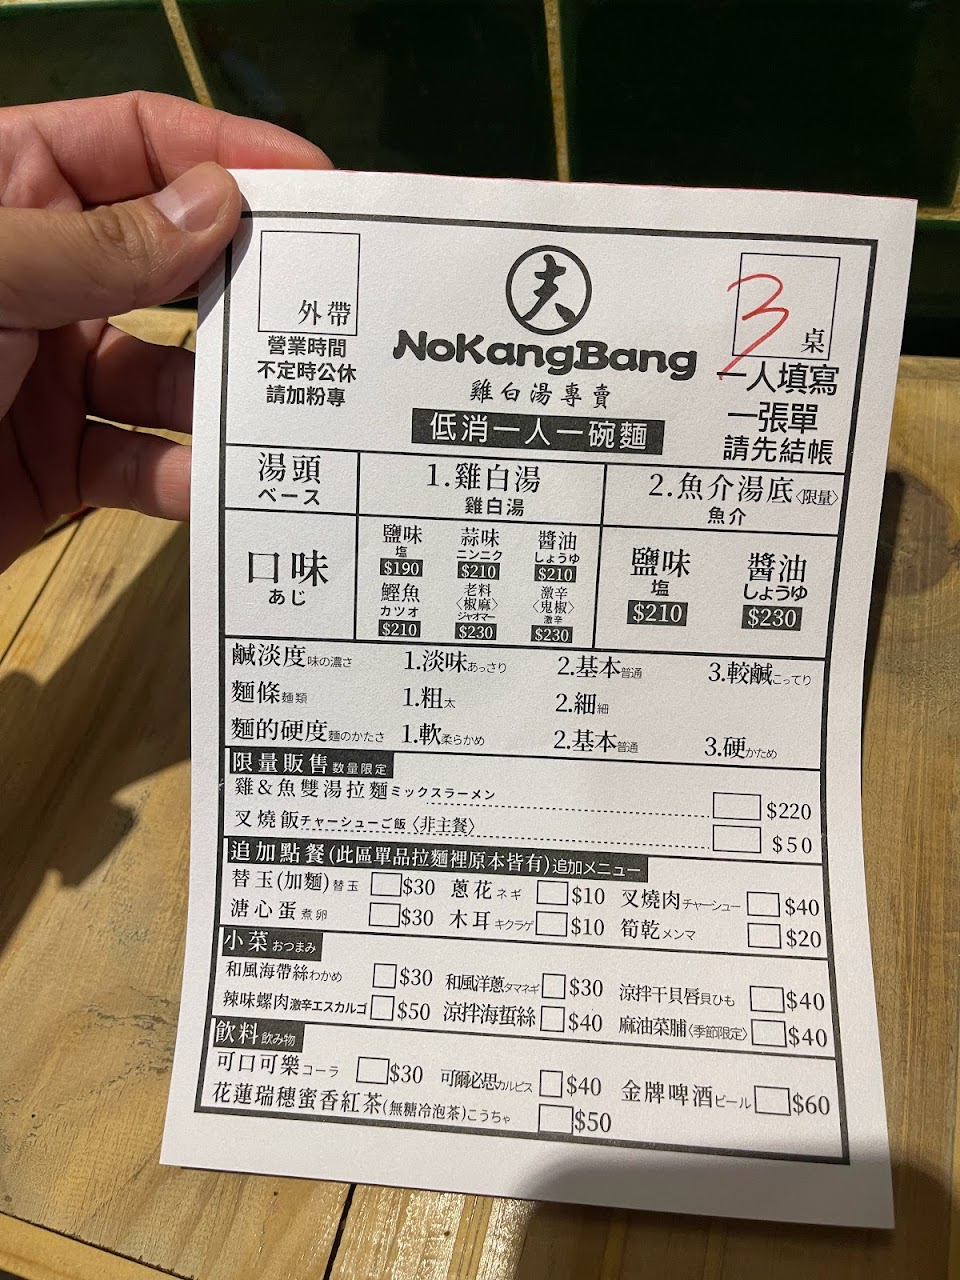 外帶
營業時間
不定時公休
請加粉專
夫
NoKangBang
雞白湯專賣
低消一人一碗麵
3
桌
一人填寫
一張單
請先結帳
湯頭
ベース
1.雞白湯
雞白湯
2.魚介湯底〈限量〉
魚介
口味
あじ
鹽味 蒜味 醬油
塩 ニンニク しょうゆ
$190 $210 $210
鰹魚 老料〈椒麻〉 激辛〈鬼椒〉
カツオ ジャオマー 激辛
$210 $230 $230
鹽味 醬油
塩 しょうゆ
$210 $230
鹹淡度味の濃さ 1.淡味あっさり 2.基本普通 3.較鹹こってり
麵條麵類 1.粗太 2.細細
麵的硬度麵のかたさ 1.軟柔らかめ 2.基本普通 3.硬かため
限量販售数量限定
雞&魚雙湯拉麵ミックスラーメン $220
叉燒飯チャーシューご飯〈非主餐〉 $50
追加點餐(此區單品拉麵裡原本皆有)追加メニュー
替玉(加麵)替玉 $30 蔥花ネギ $10 叉燒肉チャーシュー $40
溏心蛋煮卵 $30 木耳キクラゲ $10 筍乾メンマ $20
小菜おつまみ
和風海帶絲わかめ $30 和風洋蔥タマネギ $30 涼拌干貝唇貝ひも $40
辣味螺肉激辛エスカルゴ $50 涼拌海蜇絲 $40 麻油菜脯〈季節限定〉 $40
飲料飲み物
可口可樂コーラ $30 可爾必思カルピス $40 金牌啤酒ビール $60
花蓮瑞穗蜜香紅茶(無糖冷泡茶)こうちゃ $50